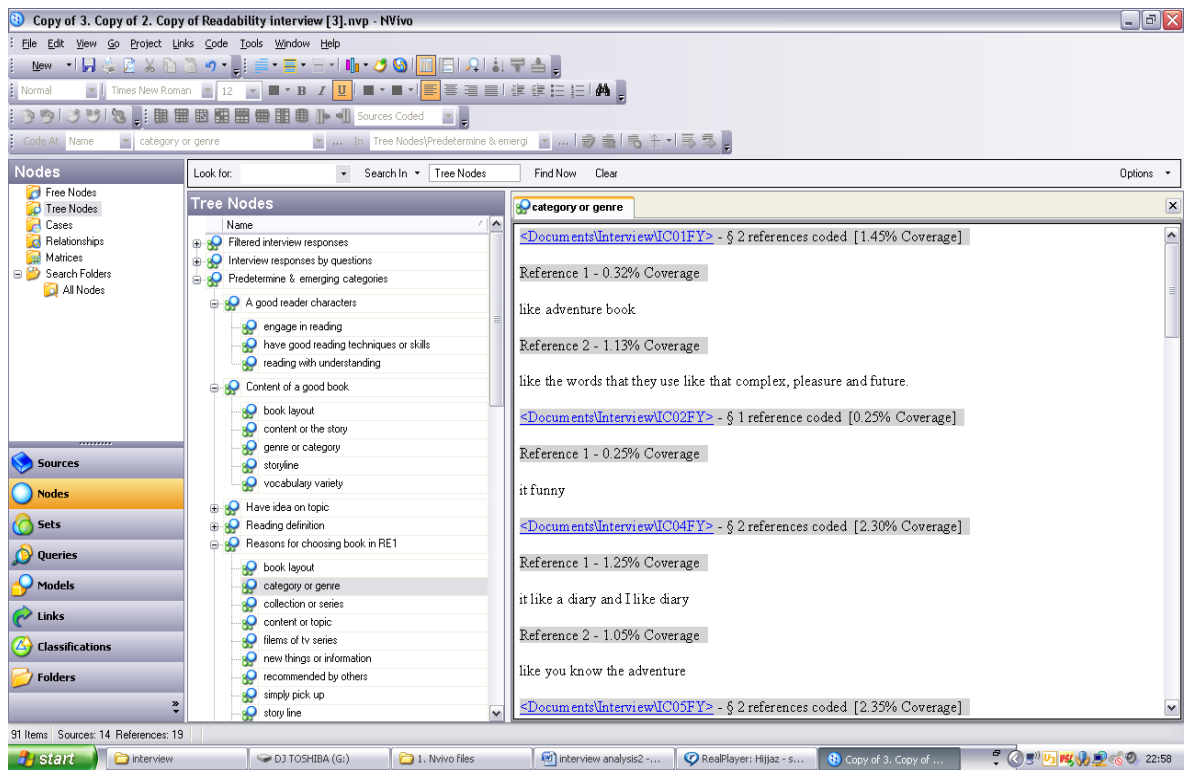 Copy of 3. Copy of 2. Copy of Readability interview [3].nvp - NVivo
File Edit View Go Project Links Code Tools Window Help
New
Normal Times New Roman 12 B I U
Sources Coded
Code At Name category or genre ... In Tree Nodes\Predetermine & emergi ...
Nodes
Look for: Search In Tree Nodes Find Now Clear Options
Free Nodes
Tree Nodes
Cases
Relationships
Matrices
Search Folders
All Nodes
Sources
Nodes
Sets
Queries
Models
Links
Classifications
Folders
»
Tree Nodes
Name
Filtered interview responses
Interview responses by questions
Predetermine & emerging categories
A good reader characters
engage in reading
have good reading techniques or skills
reading with understanding
Content of a good book
book layout
content or the story
genre or category
storyline
vocabulary variety
Have idea on topic
Reading definition
Reasons for choosing book in RE1
book layout
category or genre
collection or series
content or topic
filems of tv series
new things or information
recommended by others
simply pick up
story line
category or genre
<Documents\Interview\IC01FY> - § 2 references coded [1.45% Coverage]
Reference 1 - 0.32% Coverage
like adventure book
Reference 2 - 1.13% Coverage
like the words that they use like that complex, pleasure and future.
<Documents\Interview\IC02FY> - § 1 reference coded [0.25% Coverage]
Reference 1 - 0.25% Coverage
it funny
<Documents\Interview\IC04FY> - § 2 references coded [2.30% Coverage]
Reference 1 - 1.25% Coverage
it like a diary and I like diary
Reference 2 - 1.05% Coverage
like you know the adventure
<Documents\Interview\IC05FY> - § 2 references coded [2.35% Coverage]
91 Items Sources: 14 References: 19
start interview DJ TOSHIBA (G:) 1. Nvivo files interview analysis2 -... RealPlayer: Hijjaz - s... Copy of 3. Copy of ... 22:58